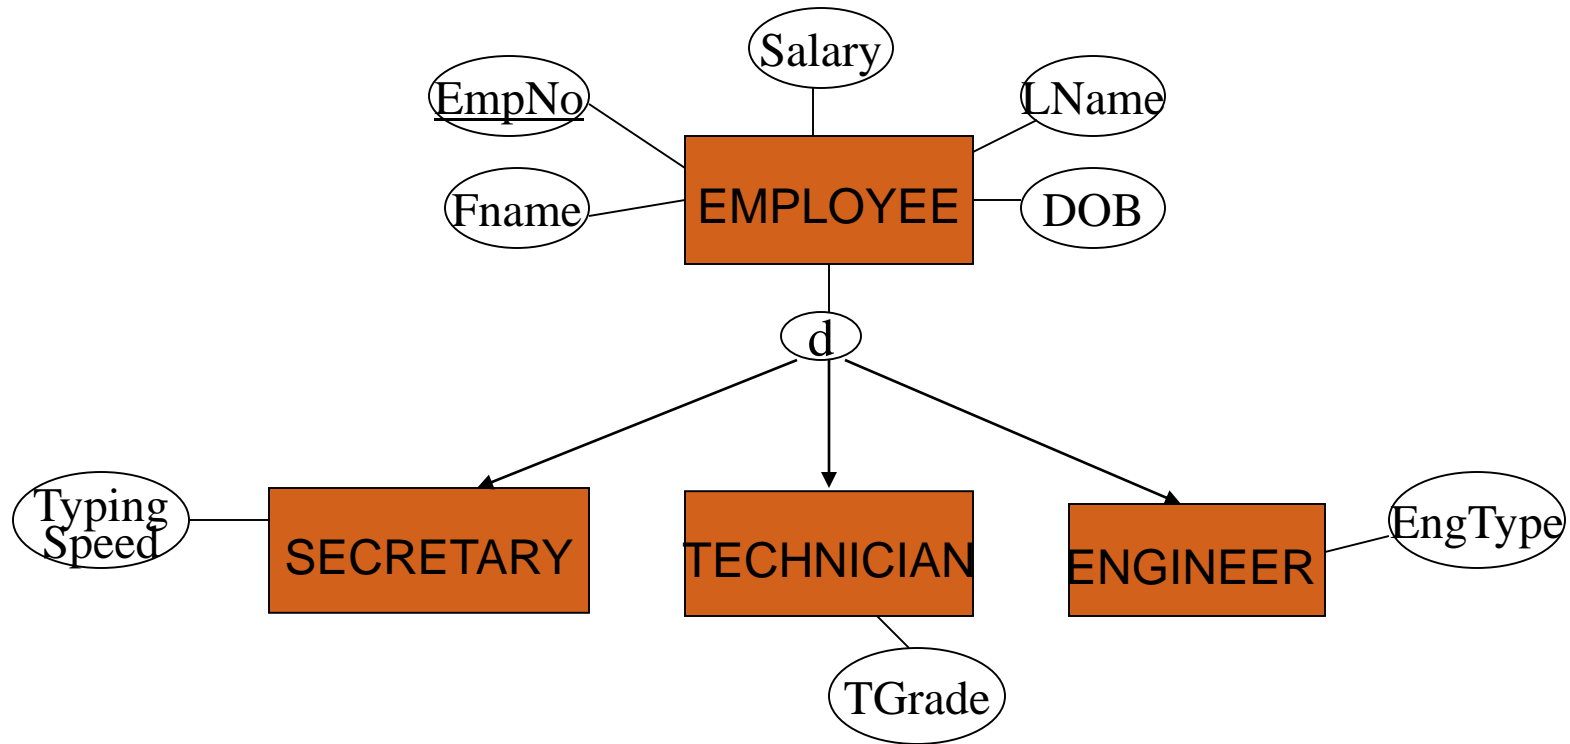 Salary
EmpNo
LName
Fname
EMPLOYEE
DOB
d
Typing
Speed
SECRETARY
TECHNICIAN
ENGINEER
EngType
TGrade